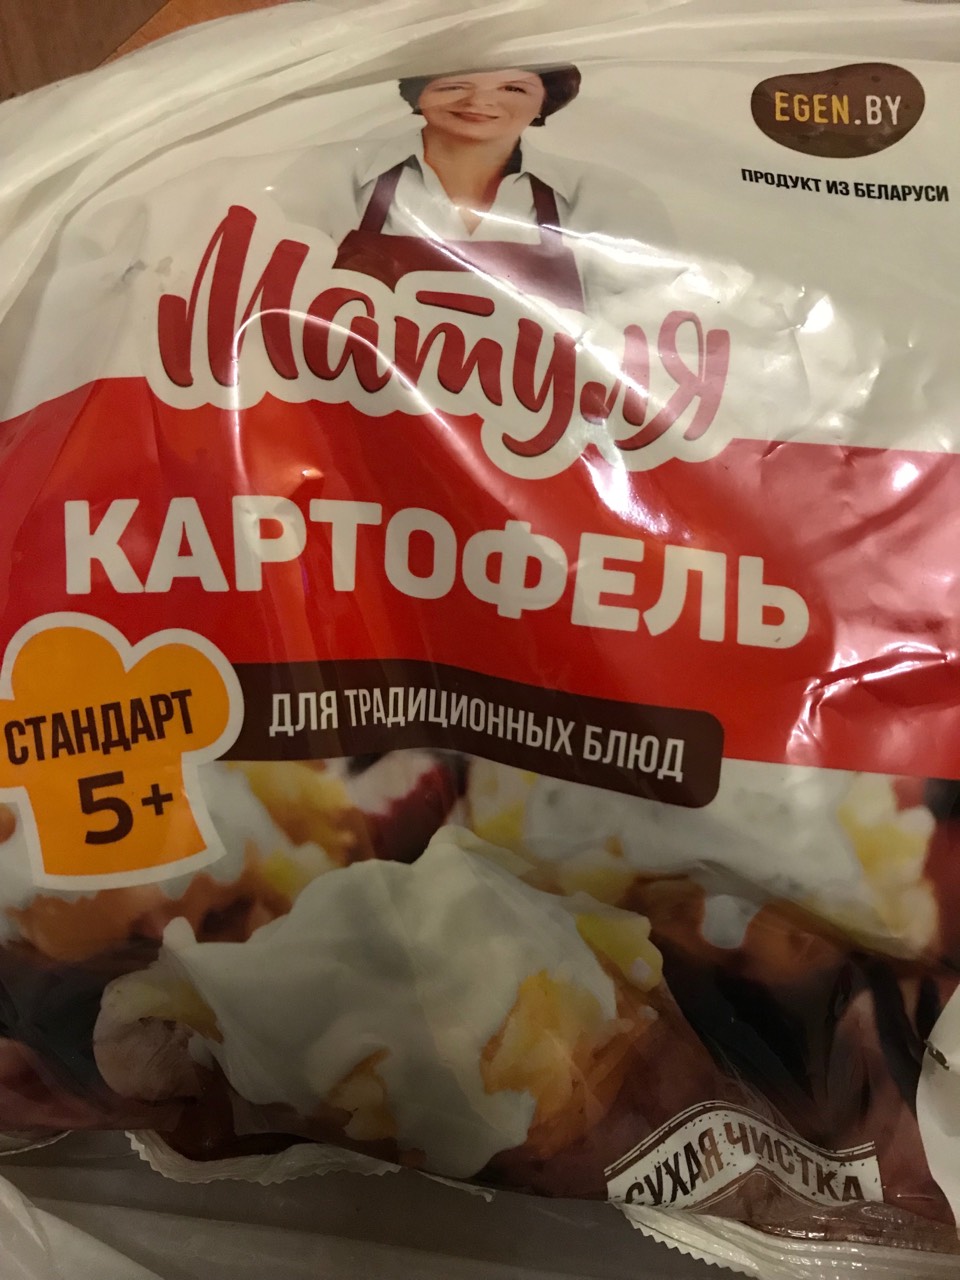 EGEN.BY
ПРОДУКТ ИЗ БЕЛАРУСИ
Матуля
КАРТОФЕЛЬ
ДЛЯ ТРАДИЦИОННЫХ БЛЮД
СТАНДАРТ
5+
СУХАЯ ЧИСТКА